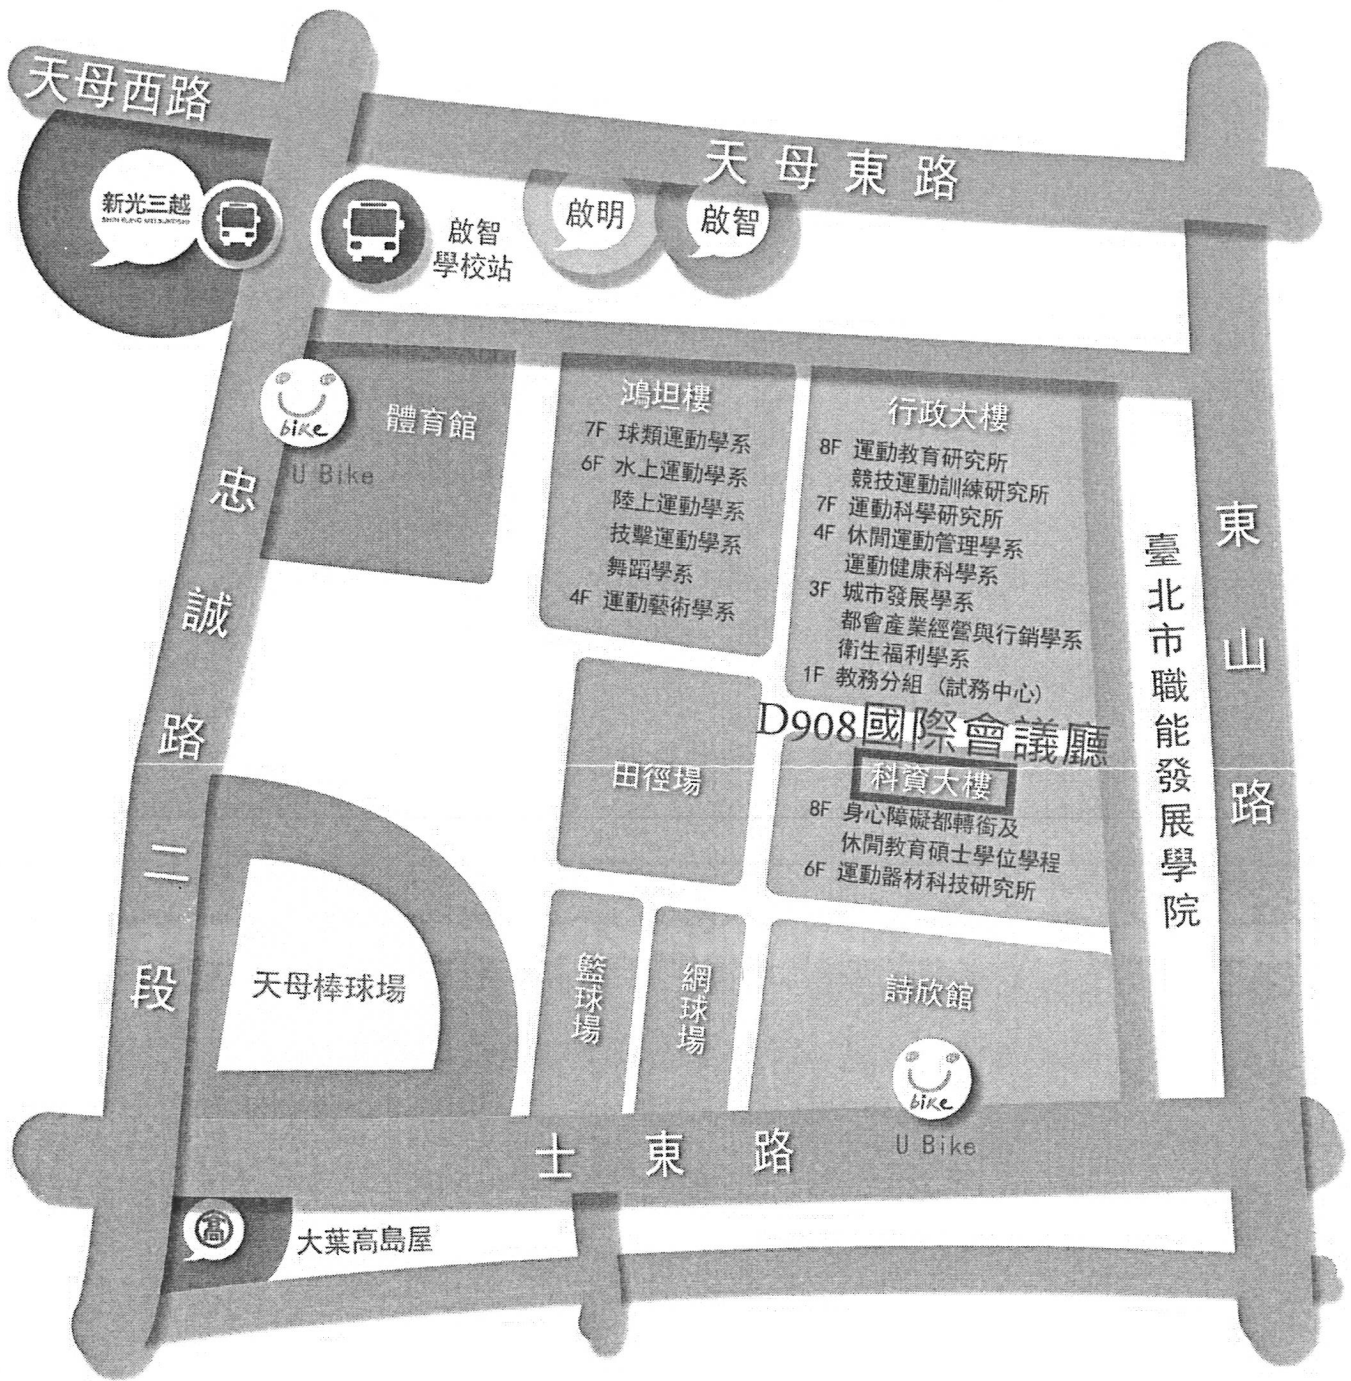 天母西路
天母東路
新光三越
啟智
學校站
啟明
啟智
bike
U Bike
體育館
鴻坦樓
7F 球類運動學系
6F 水上運動學系
陸上運動學系
技擊運動學系
舞蹈學系
4F 運動藝術學系
行政大樓
8F 運動教育研究所
競技運動訓練研究所
7F 運動科學研究所
4F 休閒運動管理學系
運動健康科學系
3F 城市發展學系
都會產業經營與行銷學系
衛生福利學系
1F 教務分組（試務中心）
D908國際會議廳
科資大樓
8F 身心障礙都轉銜及
休閒教育碩士學位學程
6F 運動器材科技研究所
田徑場
臺北市職能發展學院
東山路
忠誠路二段
天母棒球場
籃球場
網球場
詩欣館
bike
U Bike
士東路
髙
大葉高島屋